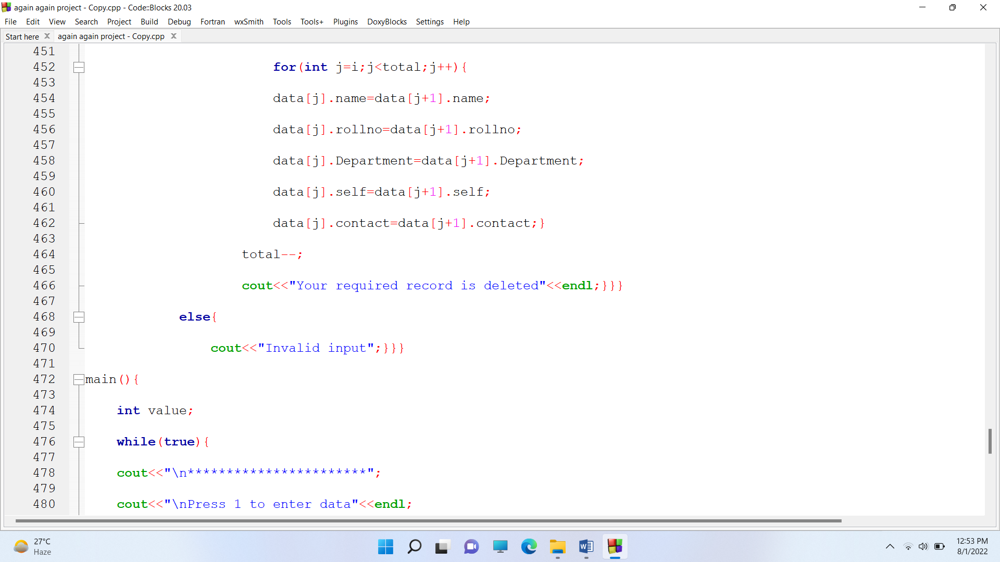 again again project - Copy.cpp - Code::Blocks 20.03
File Edit View Search Project Build Debug Fortran wxSmith Tools Tools+ Plugins DoxyBlocks Settings Help
Start here again again project - Copy.cpp
451
452 for(int j=i;j<total;j++){
453
454 data[j].name=data[j+1].name;
455
456 data[j].rollno=data[j+1].rollno;
457
458 data[j].Department=data[j+1].Department;
459
460 data[j].self=data[j+1].self;
461
462 data[j].contact=data[j+1].contact;}
463
464 total--;
465
466 cout<<"Your required record is deleted"<<endl;}}}
467
468 else{
469
470 cout<<"Invalid input";}}}
471
472 main(){
473
474 int value;
475
476 while(true){
477
478 cout<<"\n***********************";
479
480 cout<<"\nPress 1 to enter data"<<endl;
27°C
Haze
12:53 PM
8/1/2022